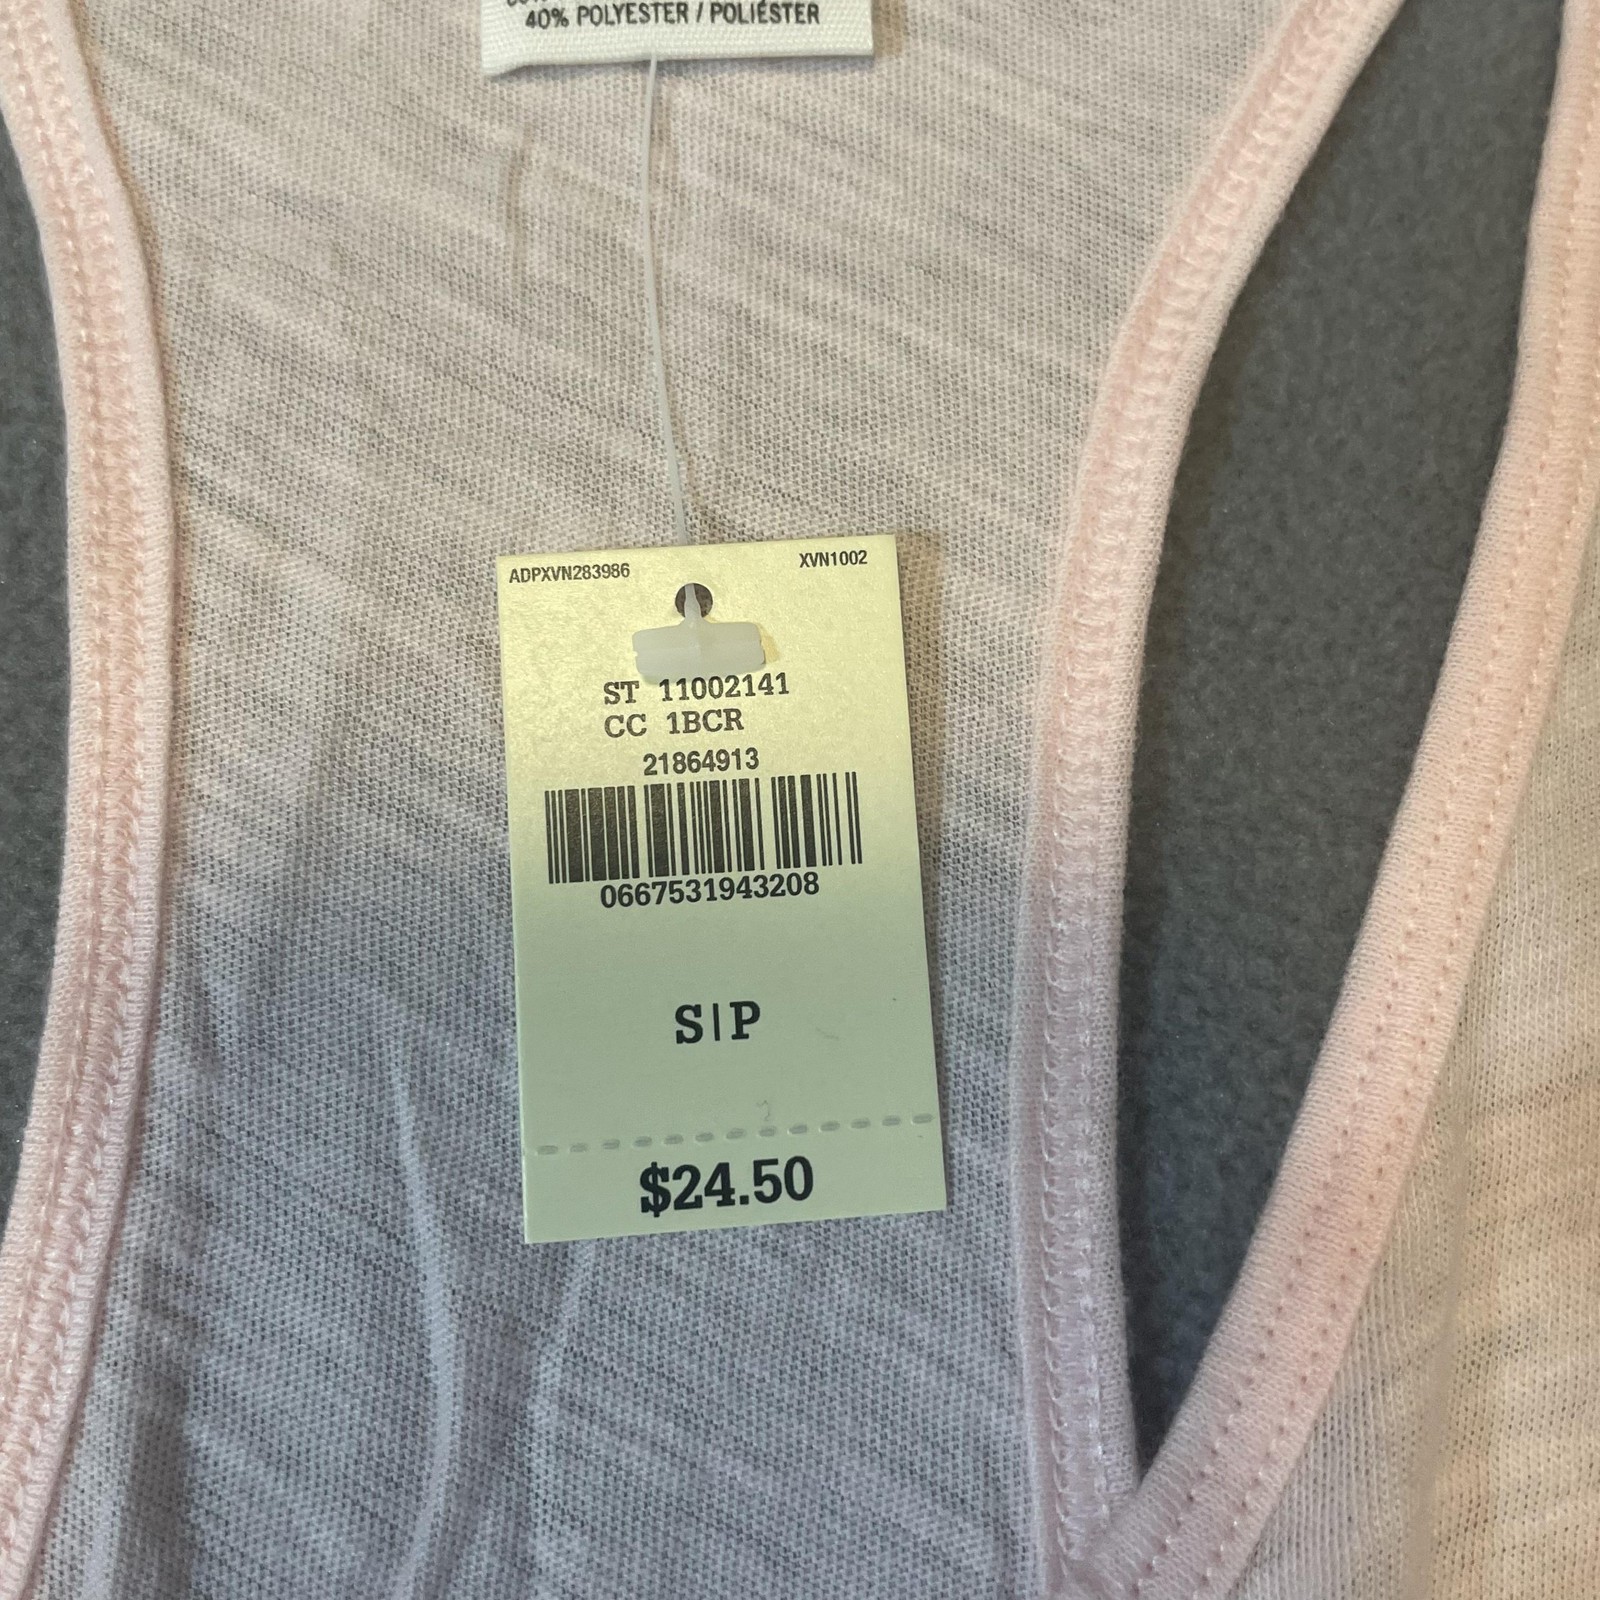 40% POLYESTER / POLIÉSTER
ADPXVN283986
XVN1002
ST 11002141
CC 1BCR
21864913
0667531943208
S|P
$24.50